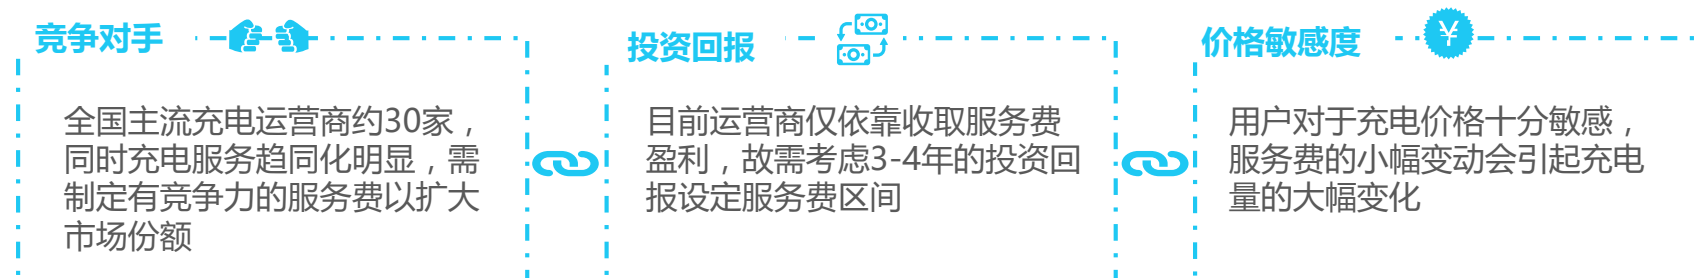 竞争对手
全国主流充电运营商约30家，
同时充电服务趋同化明显，需
制定有竞争力的服务费以扩大
市场份额
投资回报
目前运营商仅依靠收取服务费
盈利，故需考虑3-4年的投资回
报设定服务费区间
价格敏感度
¥
用户对于充电价格十分敏感，
服务费的小幅变动会引起充电
量的大幅变化